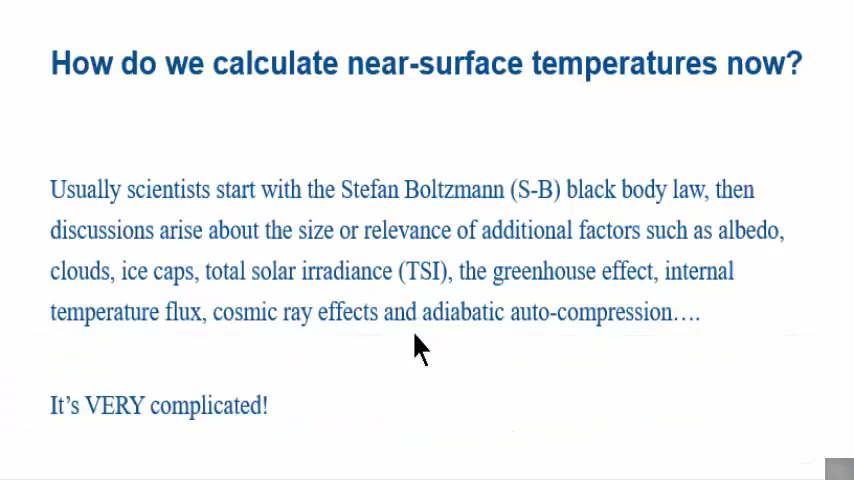 How do we calculate near-surface temperatures now?
Usually scientists start with the Stefan Boltzmann (S-B) black body law, then
discussions arise about the size or relevance of additional factors such as albedo,
clouds, ice caps, total solar irradiance (TSI), the greenhouse effect, internal
temperature flux, cosmic ray effects and adiabatic auto-compression….
It’s VERY complicated!